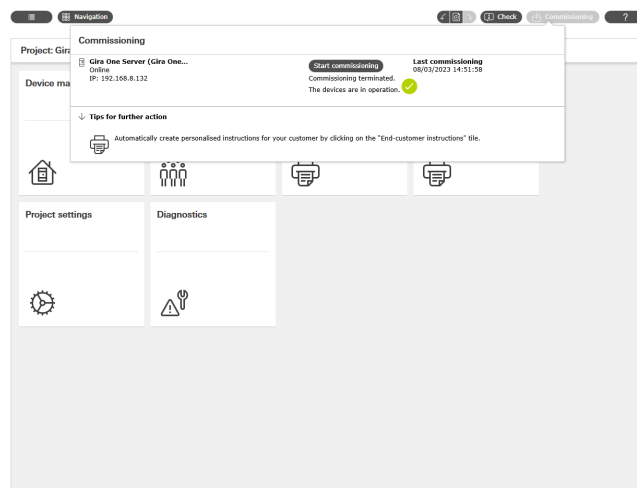 Navigation
Check
Commissioning
?
Project: Gira
Commissioning
Gira One Server (Gira One...
Online
IP: 192.168.8.132
Start commissioning
Commissioning terminated.
The devices are in operation.
Last commissioning
08/03/2023 14:51:58
Device ma
Tips for further action
Automatically create personalised instructions for your customer by clicking on the "End-customer instructions" tile.
Project settings
Diagnostics